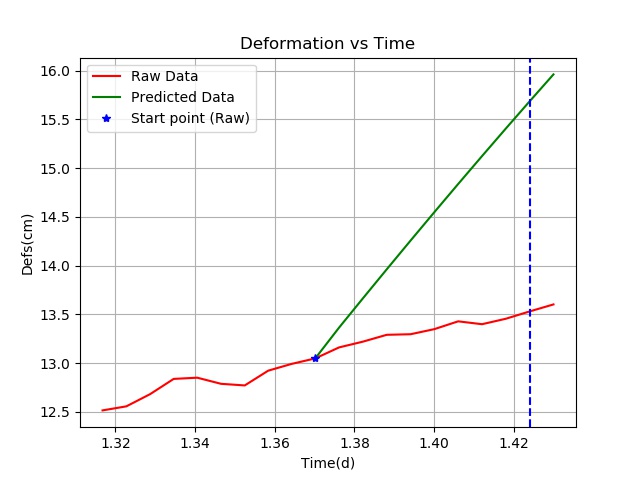 Deformation vs Time
Raw Data
Predicted Data
Start point (Raw)
16.0
15.5
15.0
14.5
14.0
13.5
13.0
12.5
Defs(cm)
1.32 1.34 1.36 1.38 1.40 1.42
Time(d)